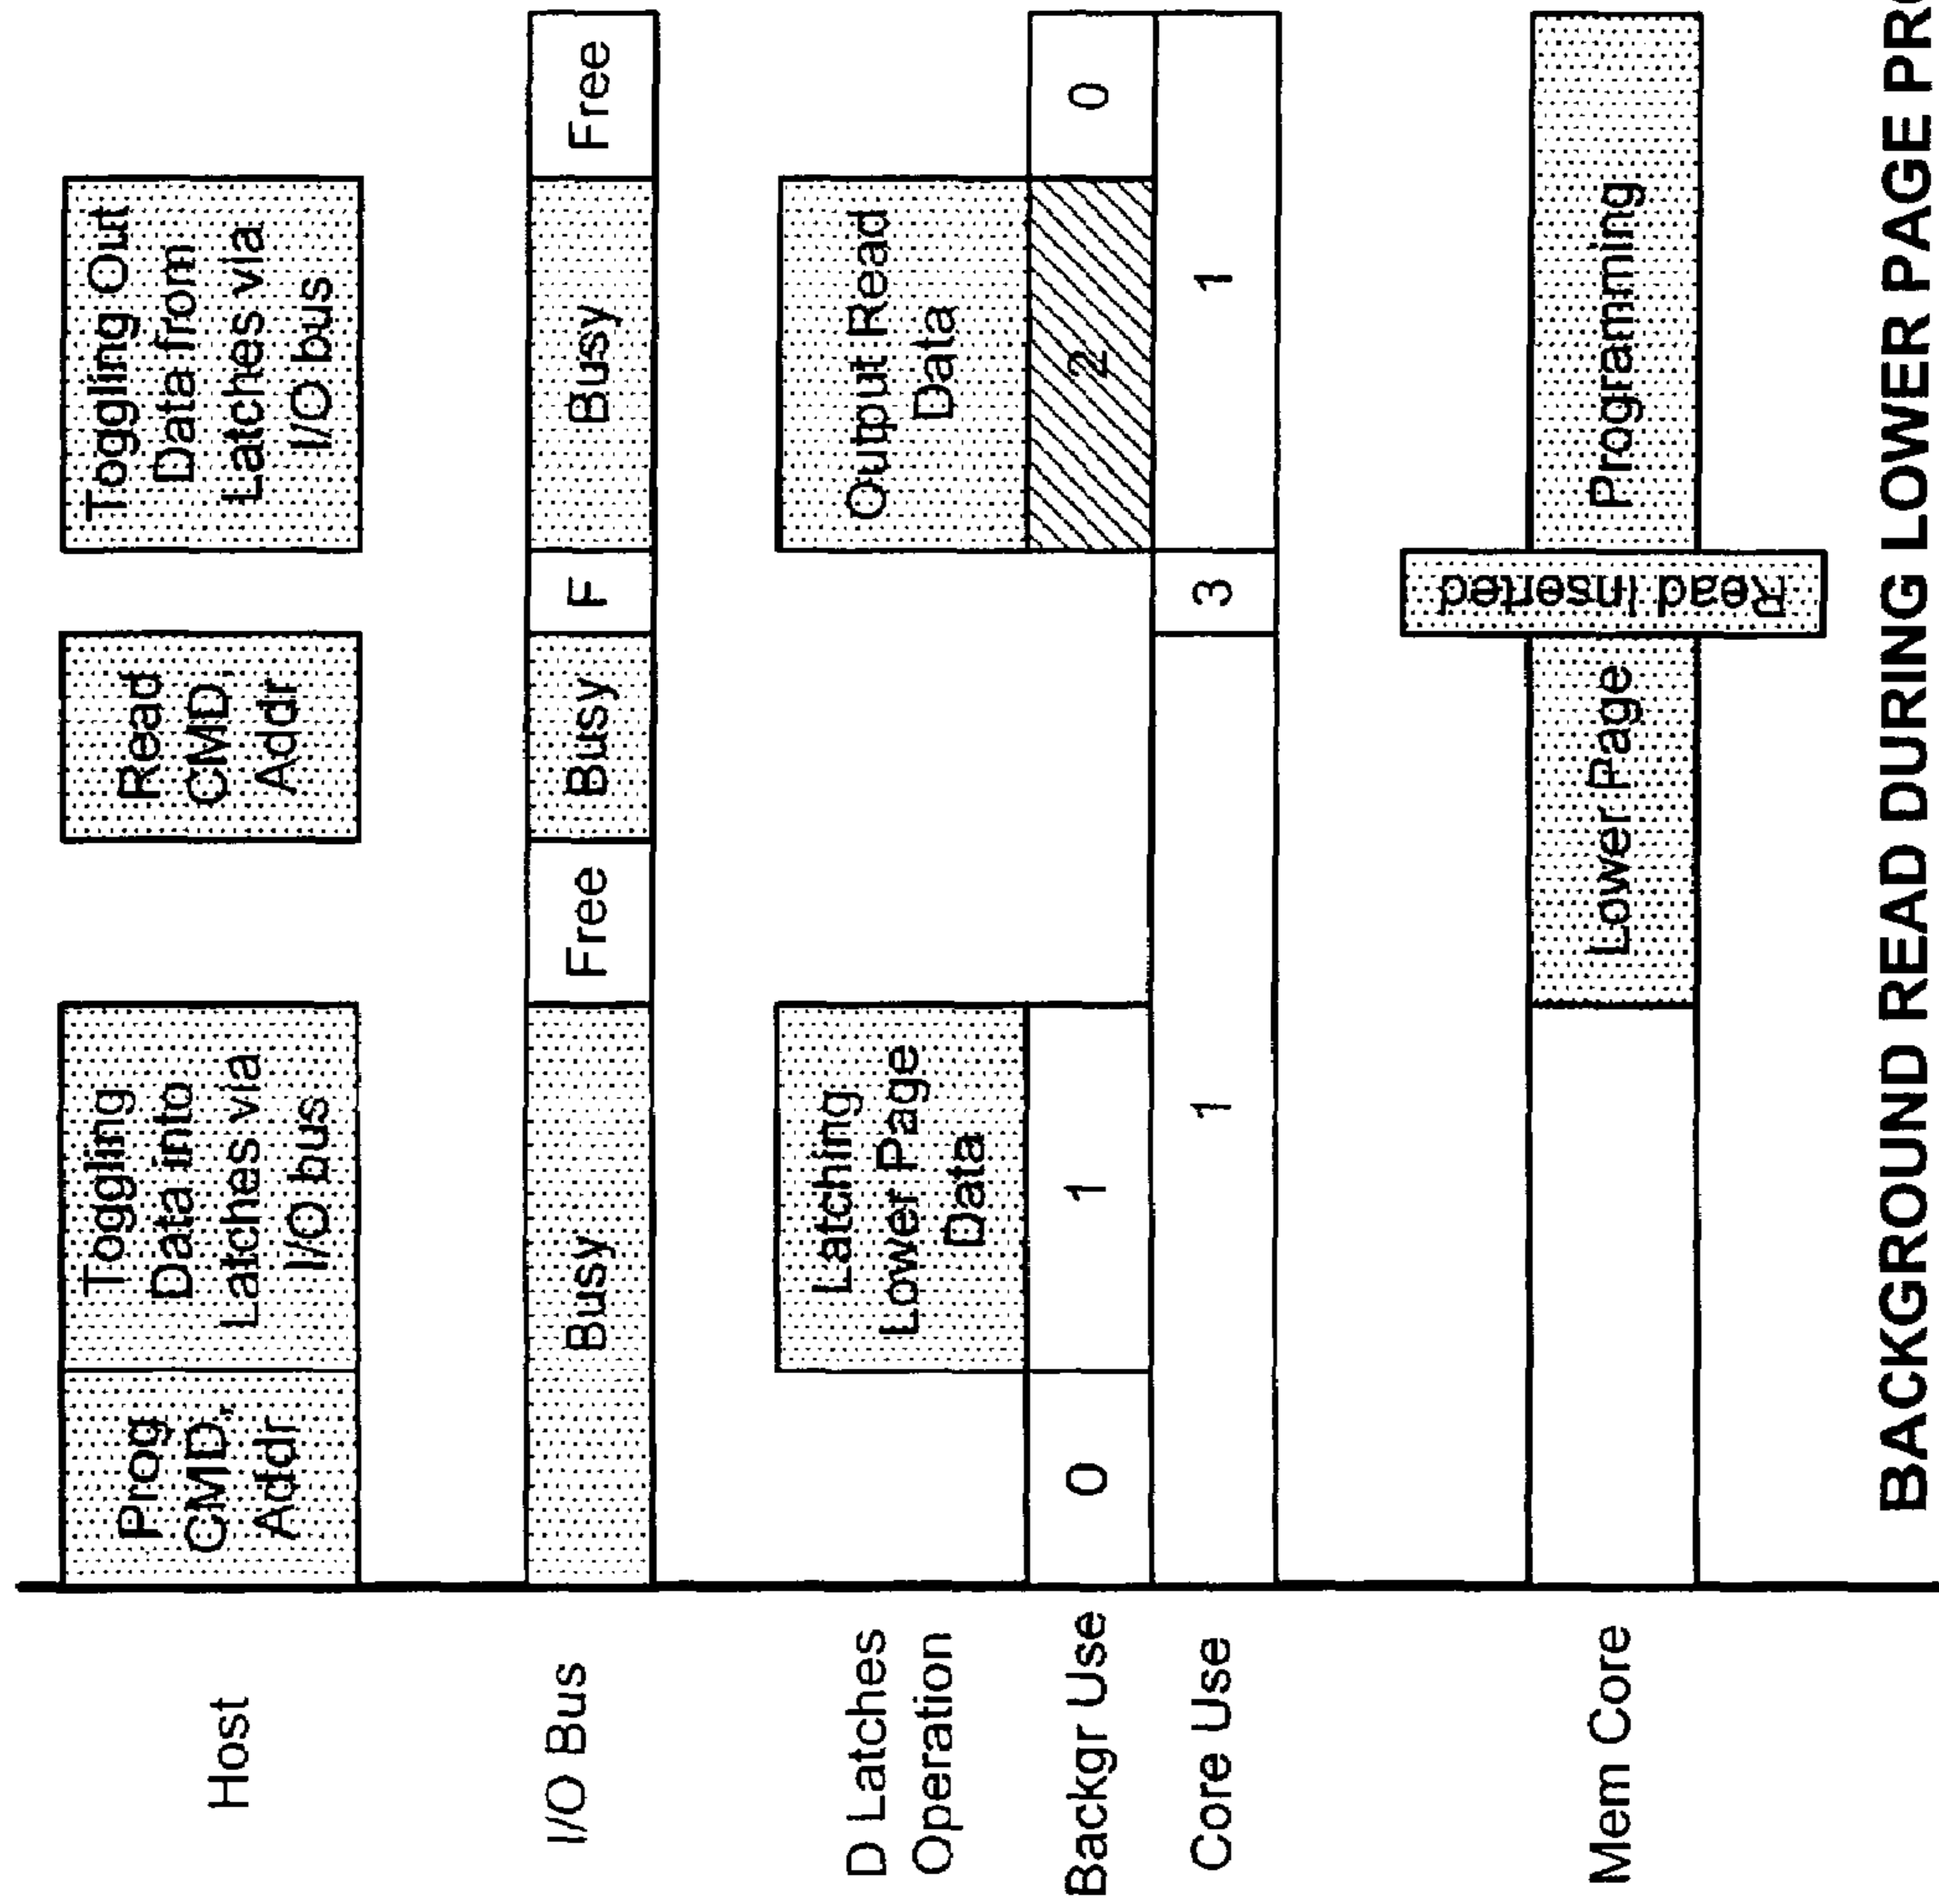 Host
Prog
CMD,
Addr
Toggling
Data into
Latches via
I/O bus
Read
CMD,
Addr
Toggling Out
Data from
Latches via
I/O bus
I/O Bus
Busy
Free
Busy
F
Busy
Free
D Latches
Operation
Latching
Lower Page
Data
Output Read
Data
Backgr Use
0
1
2
0
Core Use
1
3
1
Mem Core
Lower Page
Read Inserted
Programming
BACKGROUND READ DURING LOWER PAGE